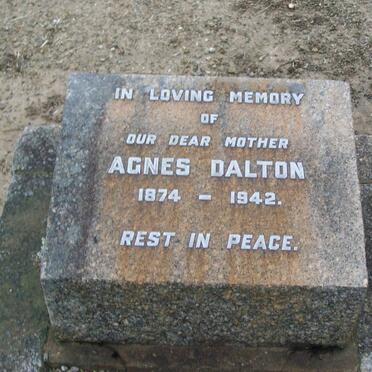 IN LOVING MEMORY
OF
OUR DEAR MOTHER
AGNES DALTON
1874 – 1942.
REST IN PEACE.